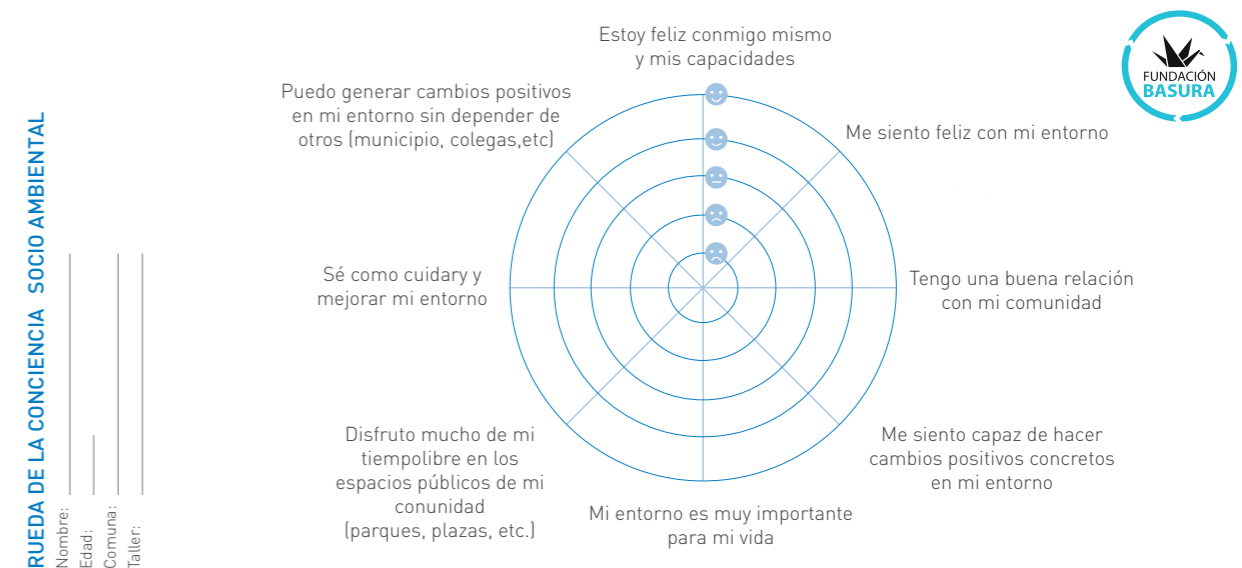 RUEDA DE LA CONCIENCIA SOCIO AMBIENTAL
Nombre:
Edad:
Comuna:
Taller:
Estoy feliz conmigo mismo
y mis capacidades
Me siento feliz con mi entorno
Tengo una buena relación
con mi comunidad
Me siento capaz de hacer
cambios positivos concretos
en mi entorno
Mi entorno es muy importante
para mi vida
Disfruto mucho de mi
tiempolibre en los
espacios públicos de mi
conunidad
(parques, plazas, etc.)
Sé como cuidary y
mejorar mi entorno
Puedo generar cambios positivos
en mi entorno sin depender de
otros (municipio, colegas,etc)
FUNDACIÓN
BASURA